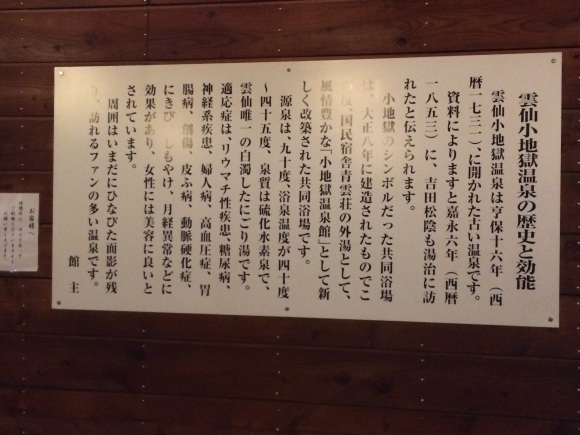 雲仙小地獄温泉の歴史と効能
雲仙小地獄温泉は享保十六年（西
暦一七三一）、に開かれた古い温泉です。
資料によりますと嘉永六年（西暦
一八五三）に、吉田松陰も湯治に訪
れたと伝えられます。
小地獄のシンボルだった共同浴場
は、大正八年に建造されたものでこ
度、国民宿舎青雲荘の外湯として、
風情豊かな「小地獄温泉館」として新
しく改築された共同浴場です。
源泉は、九十度、浴泉温度が四十度
～四十五度、泉質は硫化水素泉で、
雲仙唯一の白濁したにごり湯です。
適応症は、リウマチ性疾患、糖尿病、
神経系疾患、婦人病、高血圧症、胃
腸病、創傷、皮ふ病、動脈硬化症、
にきび、しもやけ、月経異常などに
効果があり、女性には美容に良いと
されています。
周囲はいまだにひなびた面影が残
り、訪れるファンの多い温泉です。
館主
お客様へ